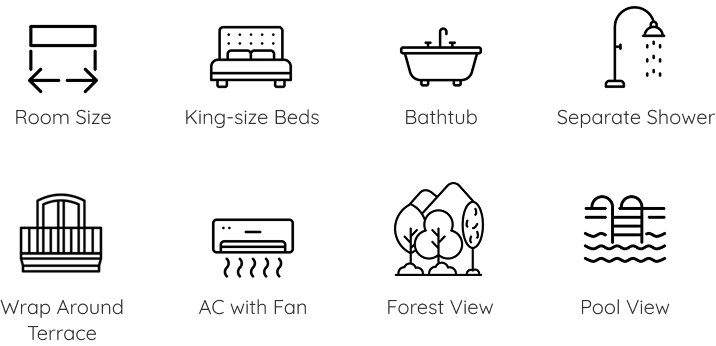 Room Size
King-size Beds
Bathtub
Separate Shower
Wrap Around
Terrace
AC with Fan
Forest View
Pool View